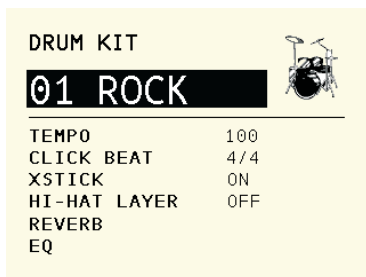 DRUM KIT
01 ROCK
TEMPO 100
CLICK BEAT 4/4
XSTICK ON
HI-HAT LAYER OFF
REVERB
EQ